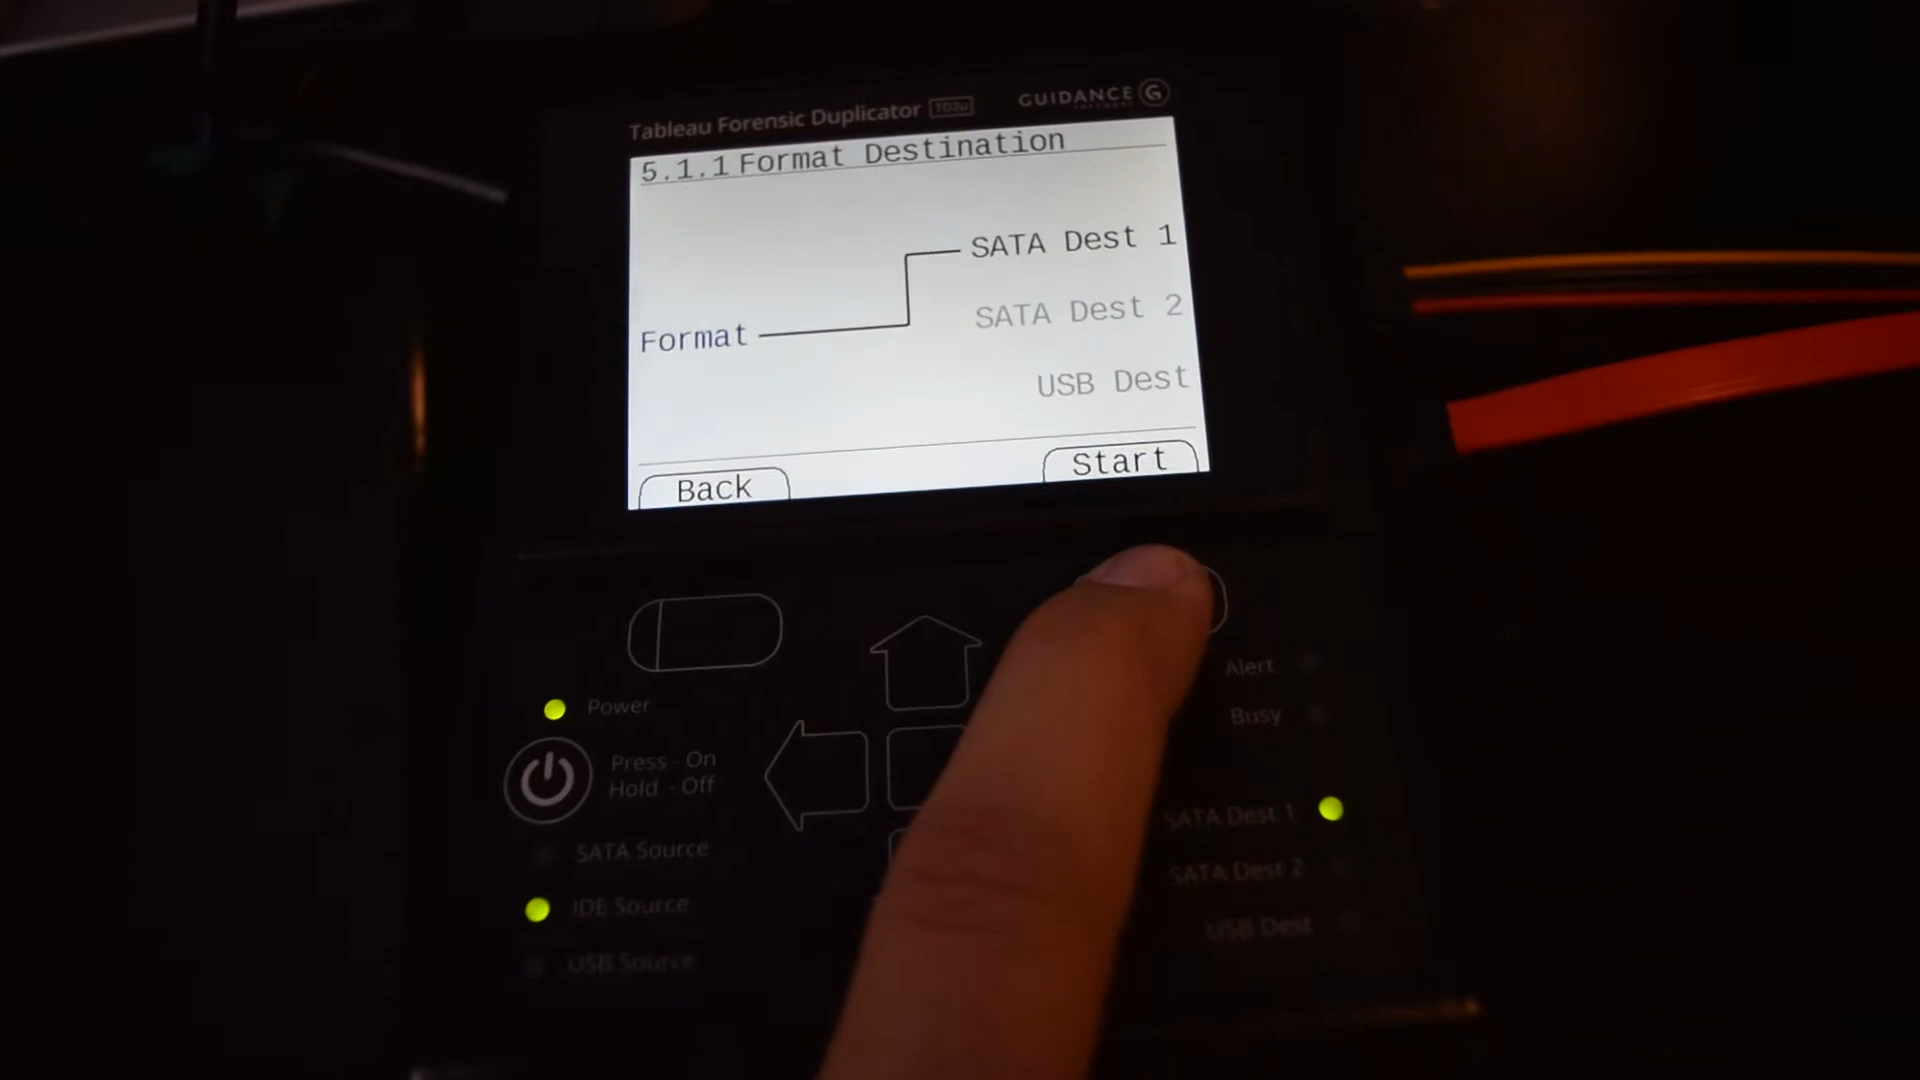 Tableau Forensic Duplicator TD2u
GUIDANCE G
SOFTWARE
5.1.1 Format Destination
SATA Dest 1
SATA Dest 2
Format
USB Dest
Back
Start
Power
Press - On
Hold - Off
SATA Source
IDE Source
USB Source
Alert
Busy
SATA Dest 1
SATA Dest 2
USB Dest